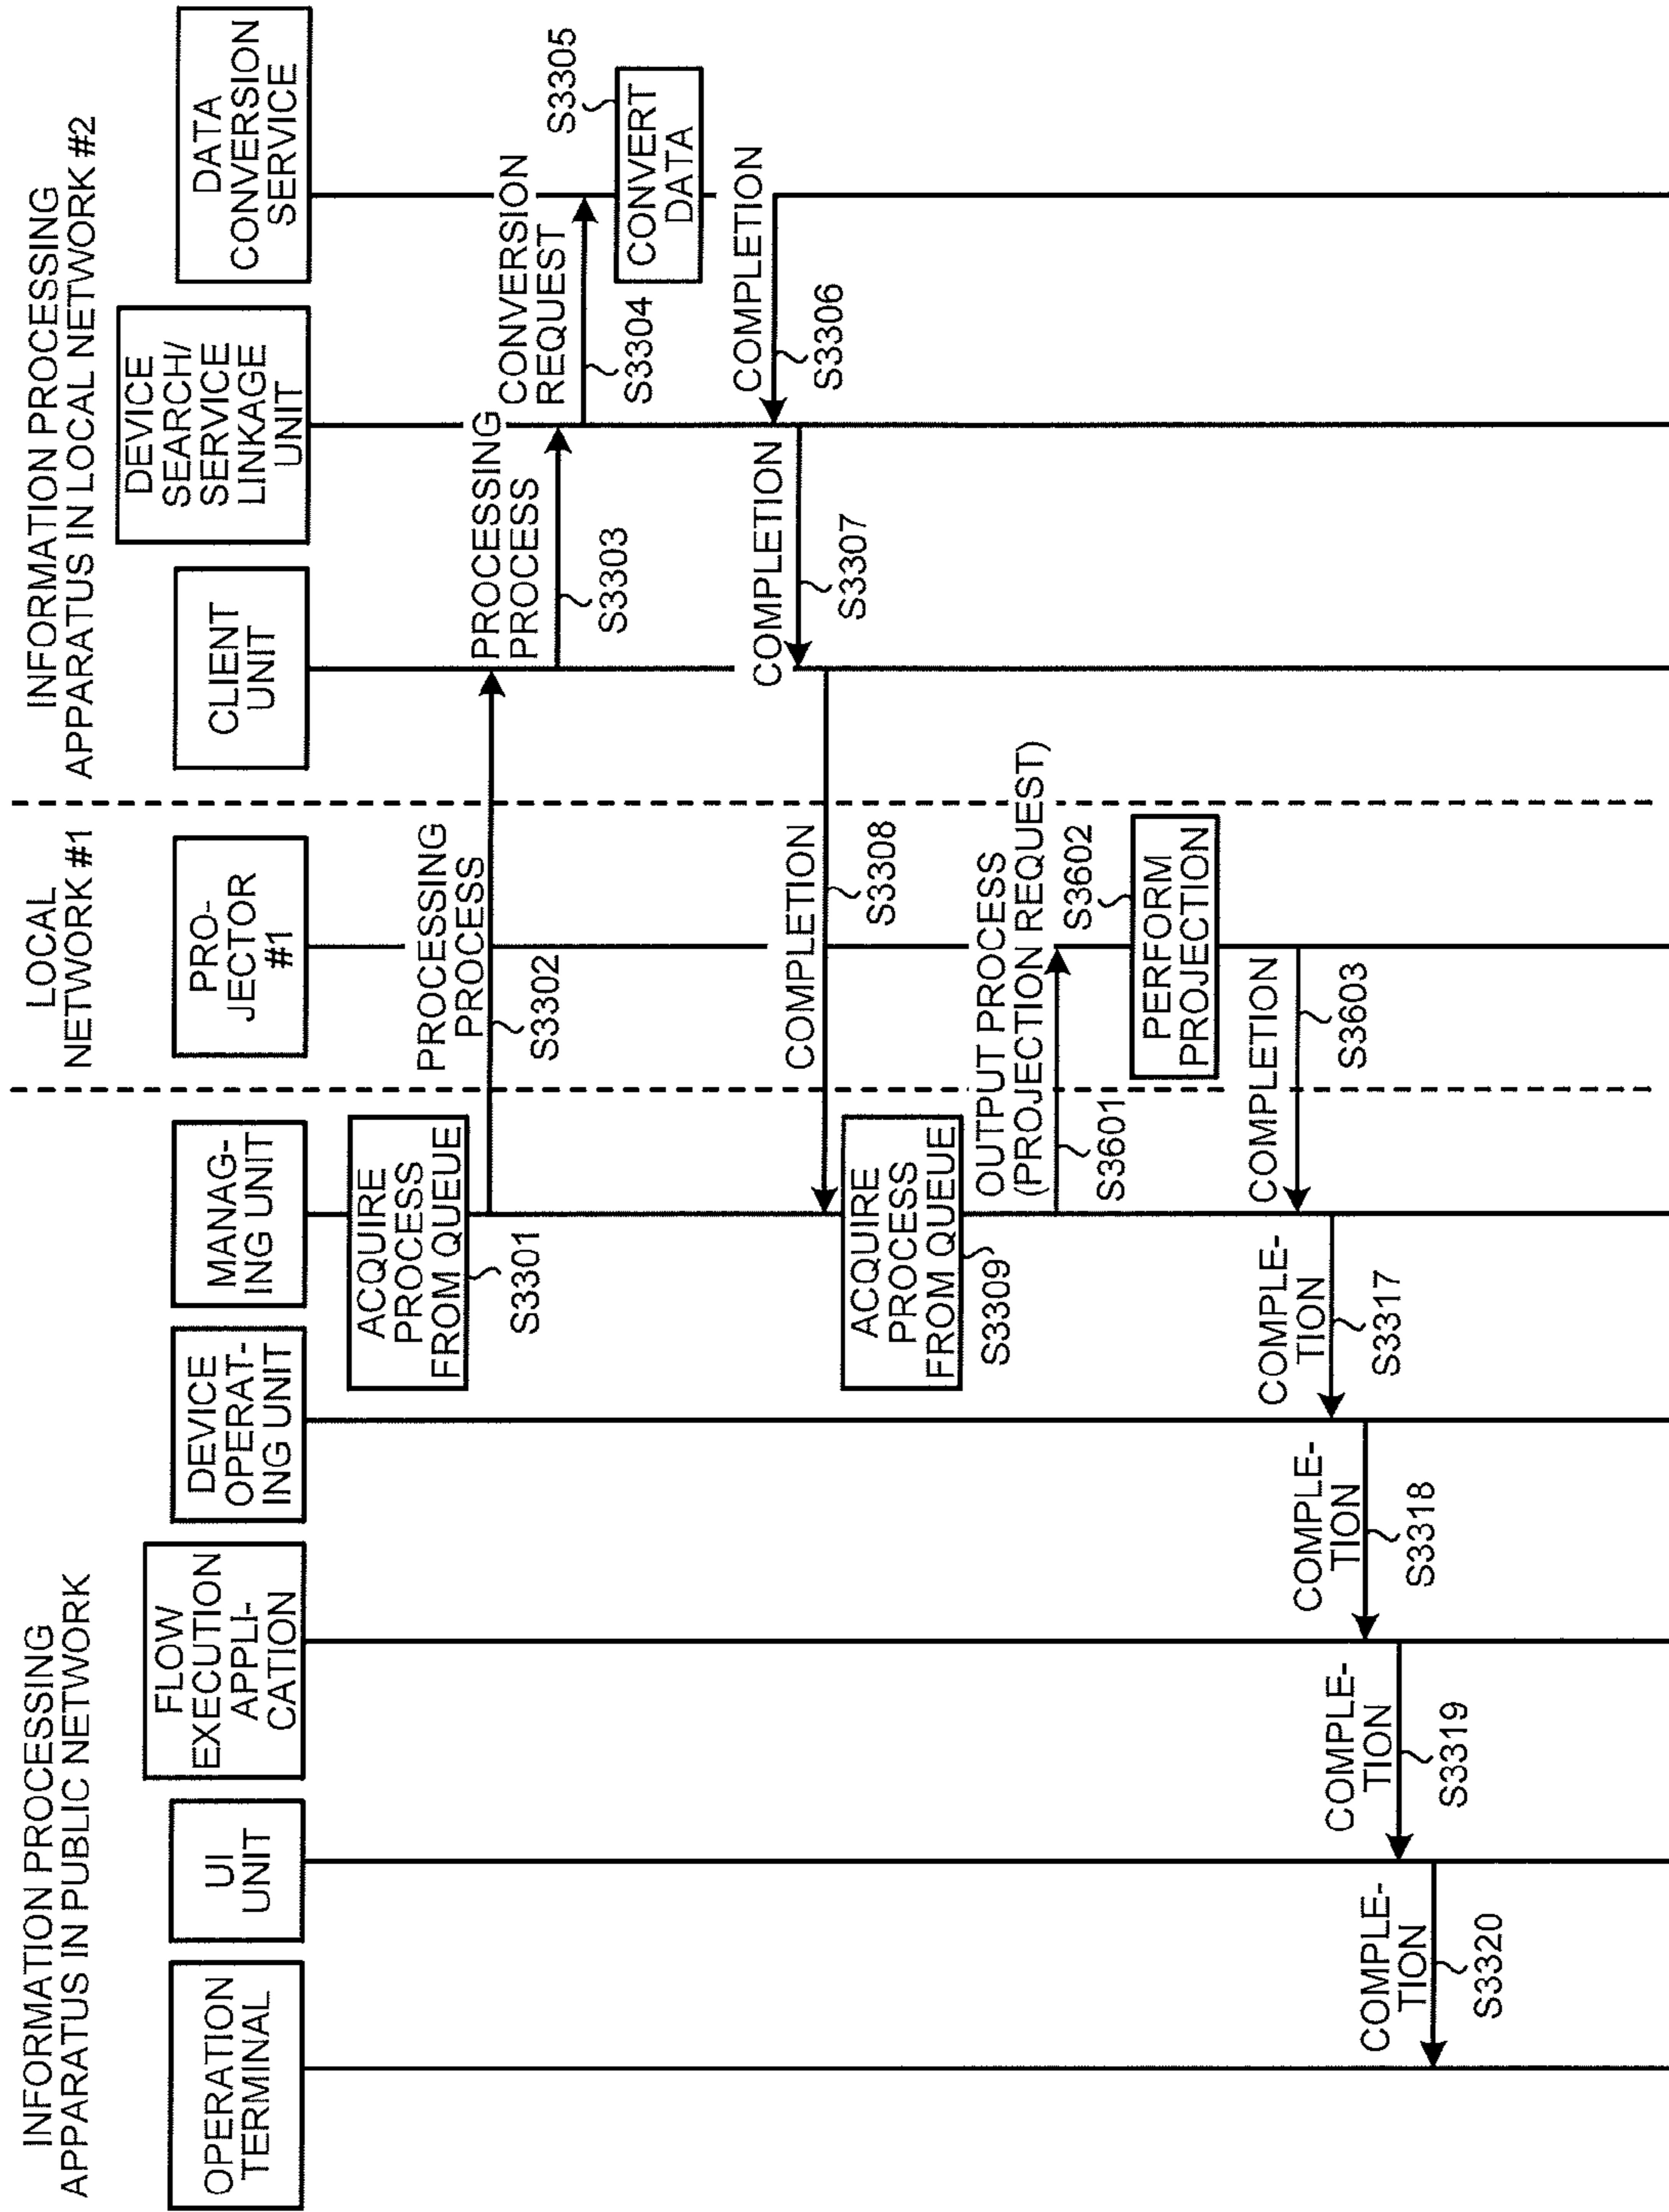 INFORMATION PROCESSING
APPARATUS IN PUBLIC NETWORK
LOCAL
NETWORK #1
INFORMATION PROCESSING
APPARATUS IN LOCAL NETWORK #2
OPERATION
TERMINAL
UI
UNIT
FLOW
EXECUTION
APPLI-
CATION
DEVICE
OPERAT-
ING UNIT
MANAG-
ING UNIT
PRO-
JECTOR
#1
CLIENT
UNIT
DEVICE
SEARCH/
SERVICE
LINKAGE
UNIT
DATA
CONVERSION
SERVICE
ACQUIRE
PROCESS
FROM QUEUE
S3301
PROCESSING
PROCESS
S3302
PROCESSING
PROCESS
S3303
CONVERSION
REQUEST
S3304
S3305
CONVERT
DATA
COMPLETION
S3306
COMPLETION
S3307
COMPLETION
S3308
ACQUIRE
PROCESS
FROM QUEUE
S3309
OUTPUT PROCESS
(PROJECTION REQUEST)
S3601
S3602
PERFORM
PROJECTION
COMPLETION
S3603
COMPLE-
TION
S3317
COMPLE-
TION
S3318
COMPLE-
TION
S3319
COMPLE-
TION
S3320